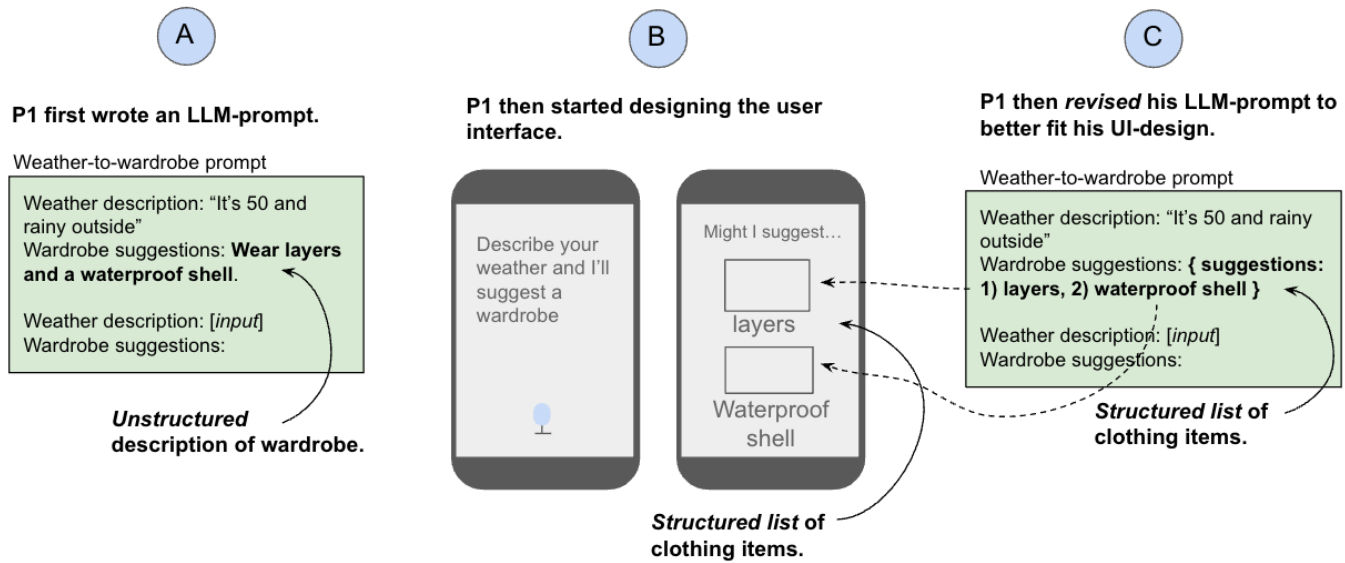 A
P1 first wrote an LLM-prompt.
Weather-to-wardrobe prompt
Weather description: “It’s 50 and
rainy outside”
Wardrobe suggestions: Wear layers
and a waterproof shell.
Weather description: [input]
Wardrobe suggestions:
Unstructured
description of wardrobe.
B
P1 then started designing the user
interface.
Describe your
weather and I’ll
suggest a
wardrobe
Might I suggest…
layers
Waterproof
shell
Structured list of
clothing items.
C
P1 then revised his LLM-prompt to
better fit his UI-design.
Weather-to-wardrobe prompt
Weather description: “It’s 50 and rainy
outside”
Wardrobe suggestions: { suggestions:
1) layers, 2) waterproof shell }
Weather description: [input]
Wardrobe suggestions:
Structured list of
clothing items.